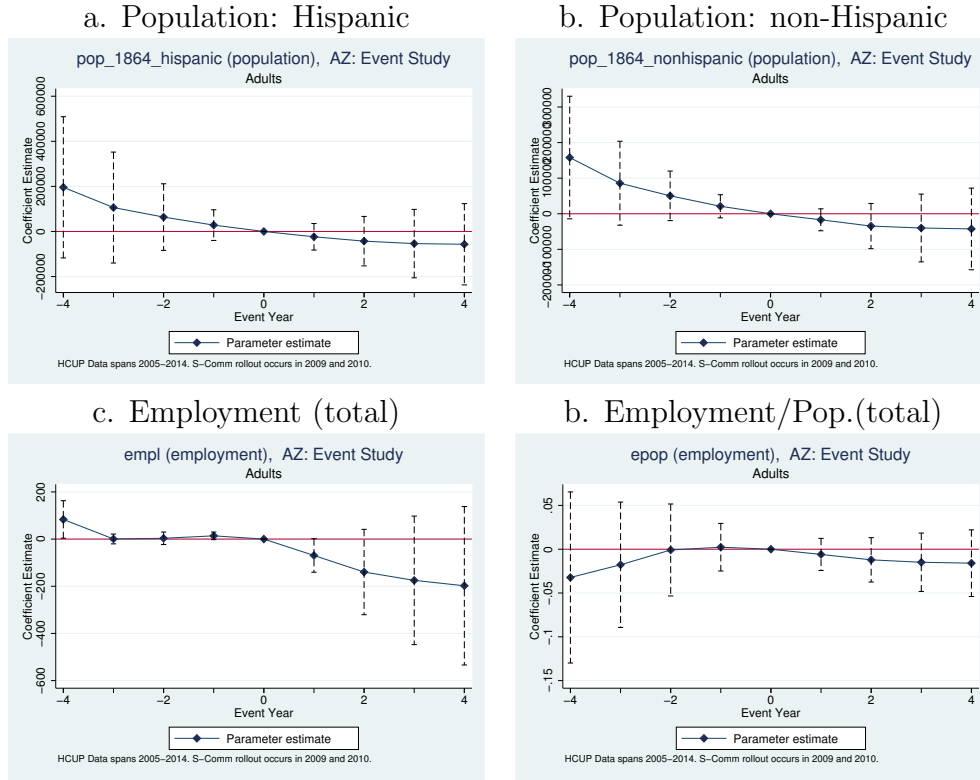 a. Population: Hispanic
pop_1864_hispanic (population),  AZ: Event Study
Adults
Coefficient Estimate
600000
400000
200000
0
−200000
−4
−2
0
2
4
Event Year
Parameter estimate
HCUP Data spans 2005−2014. S−Comm rollout occurs in 2009 and 2010.
b. Population: non-Hispanic
pop_1864_nonhispanic (population),  AZ: Event Study
Adults
Coefficient Estimate
300000
200000
100000
0
−100000
−200000
−4
−2
0
2
4
Event Year
Parameter estimate
HCUP Data spans 2005−2014. S−Comm rollout occurs in 2009 and 2010.
c. Employment (total)
empl (employment),  AZ: Event Study
Adults
Coefficient Estimate
200
0
−200
−400
−600
−4
−2
0
2
4
Event Year
Parameter estimate
HCUP Data spans 2005−2014. S−Comm rollout occurs in 2009 and 2010.
b. Employment/Pop.(total)
epop (employment),  AZ: Event Study
Adults
Coefficient Estimate
.05
0
−.05
−.1
−.15
−4
−2
0
2
4
Event Year
Parameter estimate
HCUP Data spans 2005−2014. S−Comm rollout occurs in 2009 and 2010.